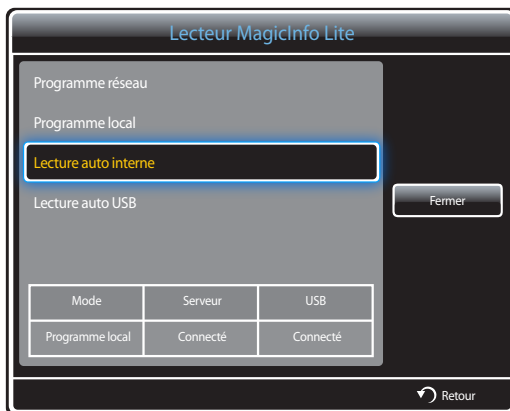 Lecteur MagicInfo Lite
Programme réseau
Programme local
Lecture auto interne
Lecture auto USB
Fermer
Mode Serveur USB
Programme local Connecté Connecté
Retour